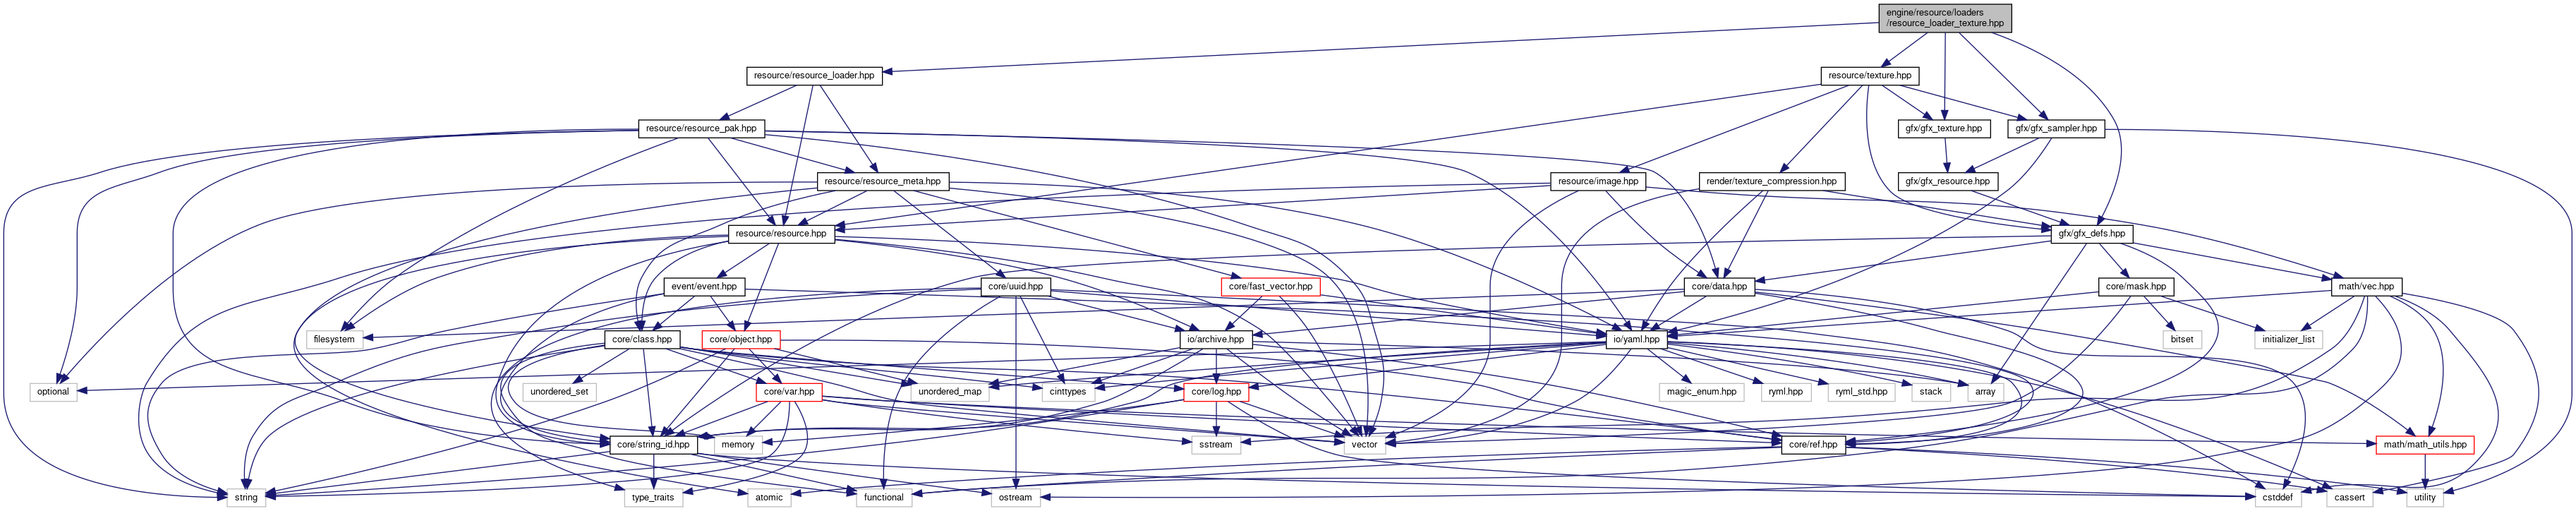 engine/resource/loaders
/resource_loader_texture.hpp
resource/resource_loader.hpp
resource/texture.hpp
resource/resource_pak.hpp
gfx/gfx_texture.hpp
gfx/gfx_sampler.hpp
resource/resource_meta.hpp
resource/image.hpp
render/texture_compression.hpp
gfx/gfx_resource.hpp
resource/resource.hpp
gfx/gfx_defs.hpp
event/event.hpp
core/uuid.hpp
core/fast_vector.hpp
core/data.hpp
core/mask.hpp
math/vec.hpp
filesystem
core/class.hpp
core/object.hpp
io/archive.hpp
io/yaml.hpp
bitset
initializer_list
optional
unordered_set
core/var.hpp
unordered_map
cinttypes
core/log.hpp
magic_enum.hpp
ryml.hpp
ryml_std.hpp
stack
array
core/string_id.hpp
memory
sstream
vector
core/ref.hpp
math/math_utils.hpp
string
type_traits
atomic
functional
ostream
cstddef
cassert
utility